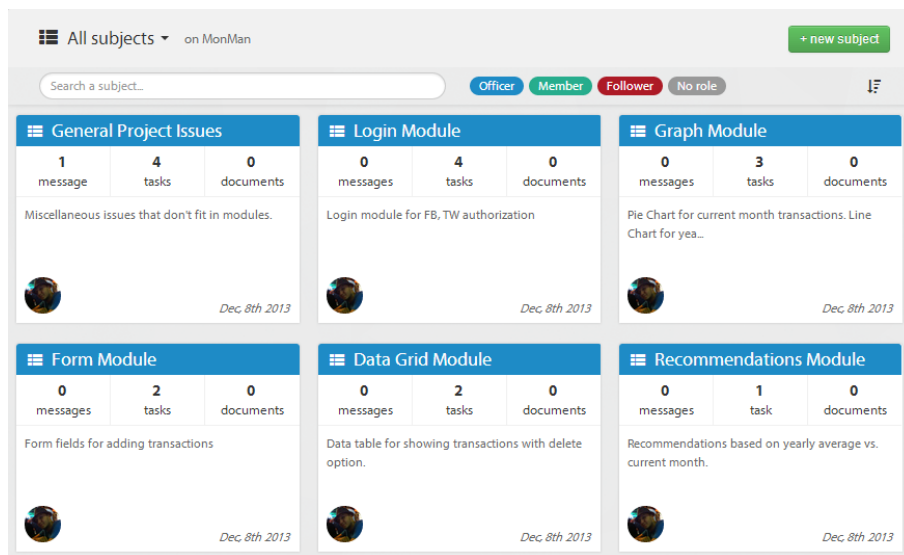 All subjects on MonMan
+ new subject
Search a subject... Officer Member Follower No role
General Project Issues
1 4 0
message tasks documents
Miscellaneous issues that don't fit in modules.
Dec, 8th 2013
Login Module
0 4 0
messages tasks documents
Login module for FB, TW authorization
Dec, 8th 2013
Graph Module
0 3 0
messages tasks documents
Pie Chart for current month transactions. Line
Chart for yea...
Dec, 8th 2013
Form Module
0 2 0
messages tasks documents
Form fields for adding transactions
Dec, 8th 2013
Data Grid Module
0 2 0
messages tasks documents
Data table for showing transactions with delete
option.
Dec, 8th 2013
Recommendations Module
0 1 0
messages task documents
Recommendations based on yearly average vs.
current month.
Dec, 8th 2013